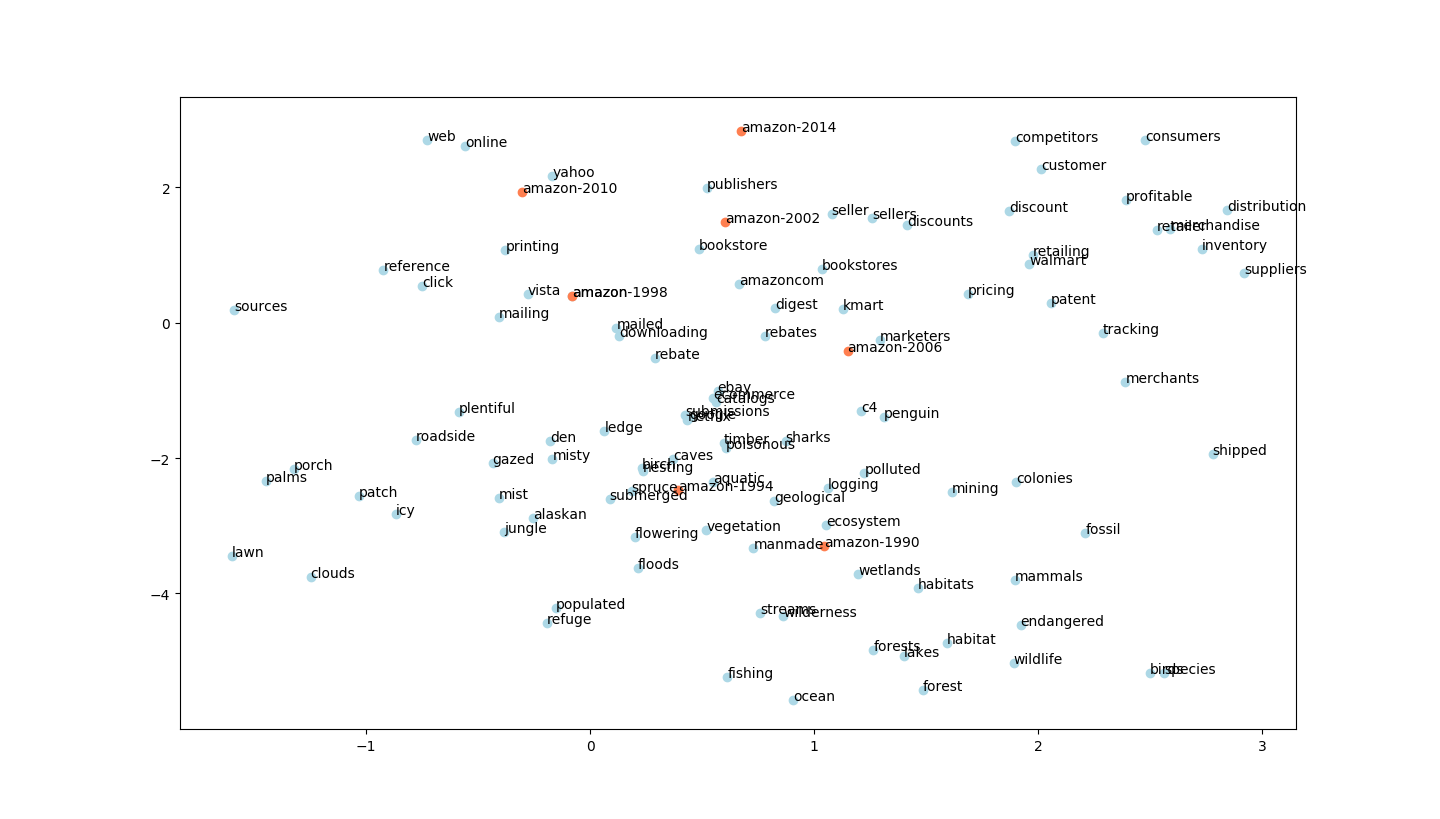 amazon-2014
web
competitors
consumers
online
customer
yahoo
amazon-2010
publishers
profitable
seller
discount
distribution
sellers
amazon-2002
discounts
retailer
merchandise
printing
bookstore
inventory
retailing
walmart
reference
bookstores
suppliers
click
amazoncom
vista
amazon-1998
pricing
sources
digest
kmart
patent
mailing
mailed
downloading
rebates
marketers
tracking
amazon-2006
rebate
merchants
ebay
ecommerce
catalogs
plentiful
submissions
google
netflix
c4
penguin
ledge
roadside
den
timber
sharks
poisonous
shipped
gazed
misty
caves
birch
nesting
porch
polluted
palms
aquatic
colonies
spruce
amazon-1994
logging
mining
patch
mist
submerged
geological
icy
alaskan
jungle
flowering
vegetation
ecosystem
fossil
manmade
amazon-1990
lawn
clouds
floods
wetlands
habitats
mammals
populated
refuge
streams
wilderness
endangered
forests
lakes
habitat
wildlife
birds
species
fishing
forest
ocean
2
0
−2
−4
−1
0
1
2
3